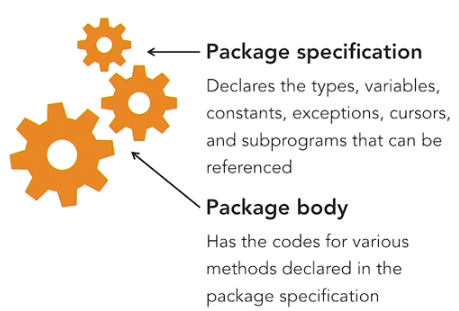 Package specification
Declares the types, variables,
constants, exceptions, cursors,
and subprograms that can be
referenced
Package body
Has the codes for various
methods declared in the
package specification